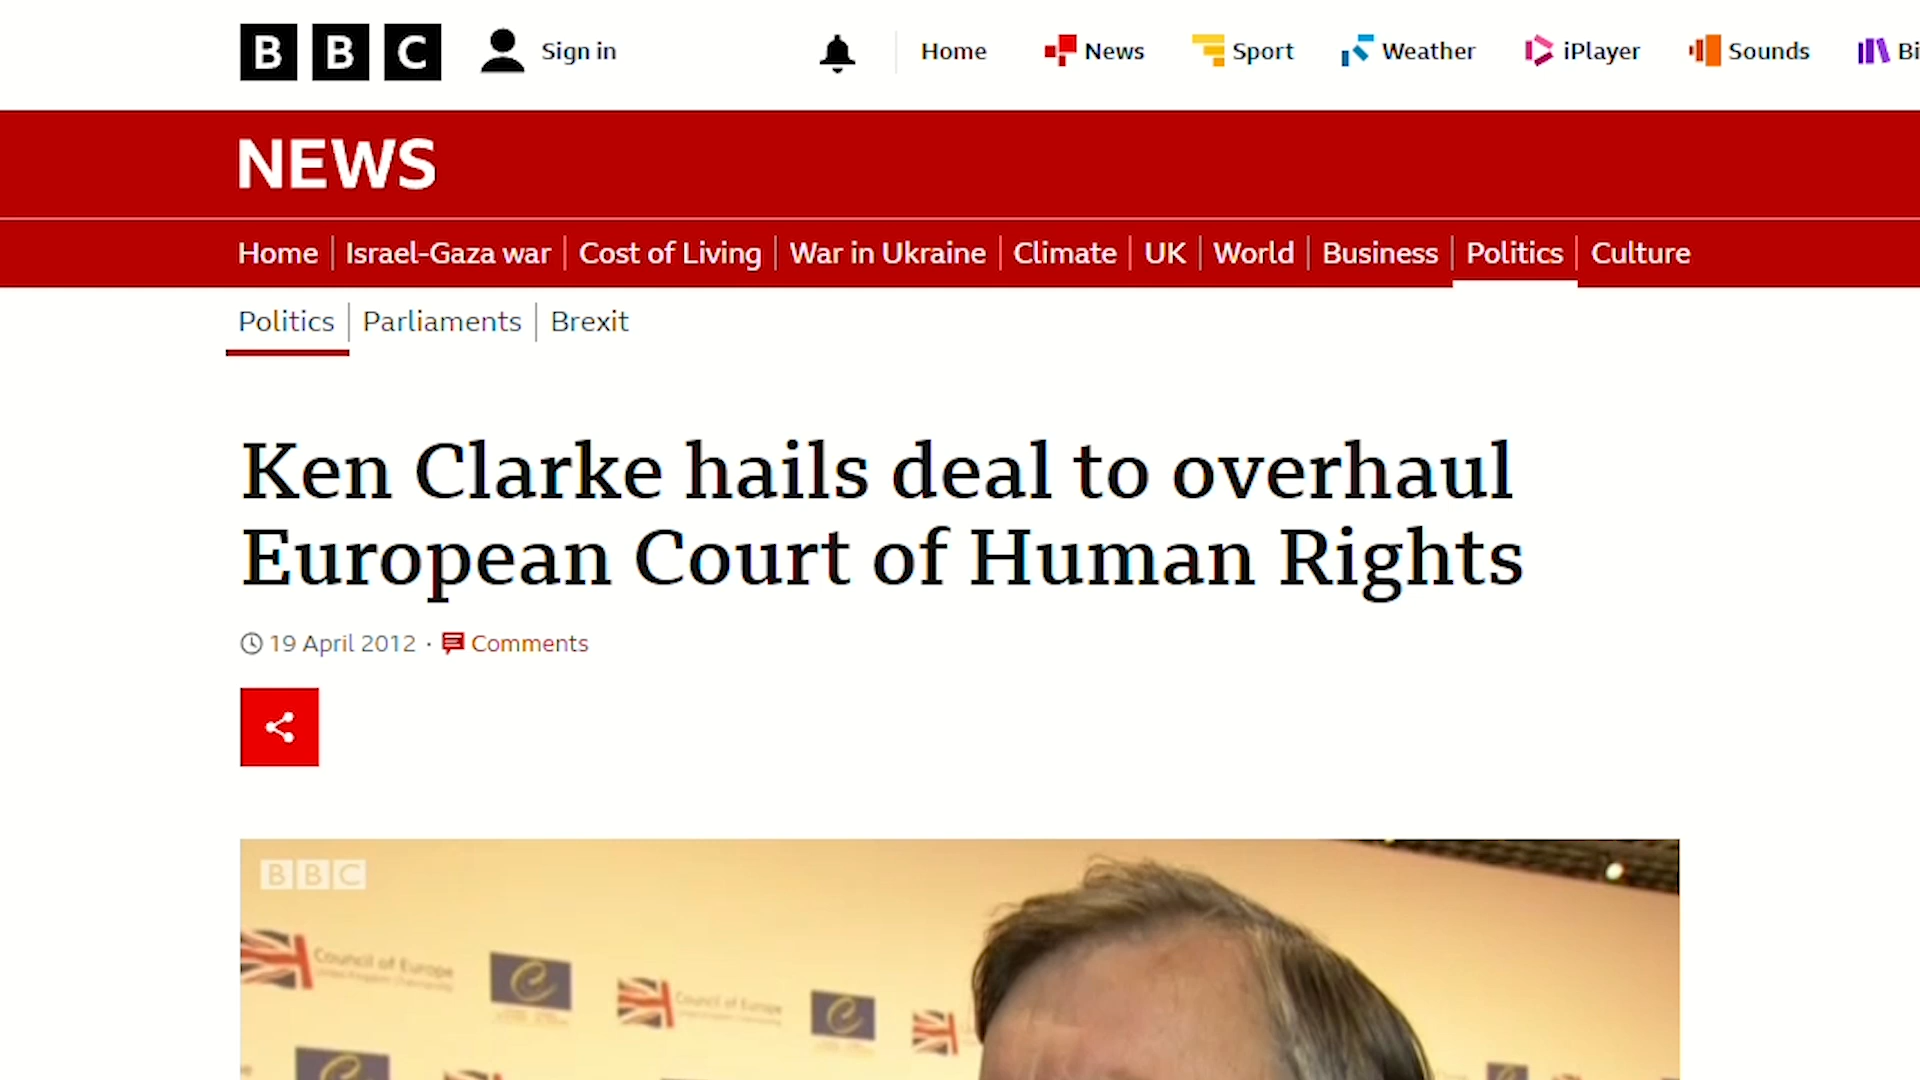 BBC Sign in Home News Sport Weather iPlayer Sounds Bi
NEWS
Home Israel-Gaza war Cost of Living War in Ukraine Climate UK World Business Politics Culture
Politics Parliaments Brexit
Ken Clarke hails deal to overhaul
European Court of Human Rights
19 April 2012 · Comments
BBC
Council of Europe
Council of Europe